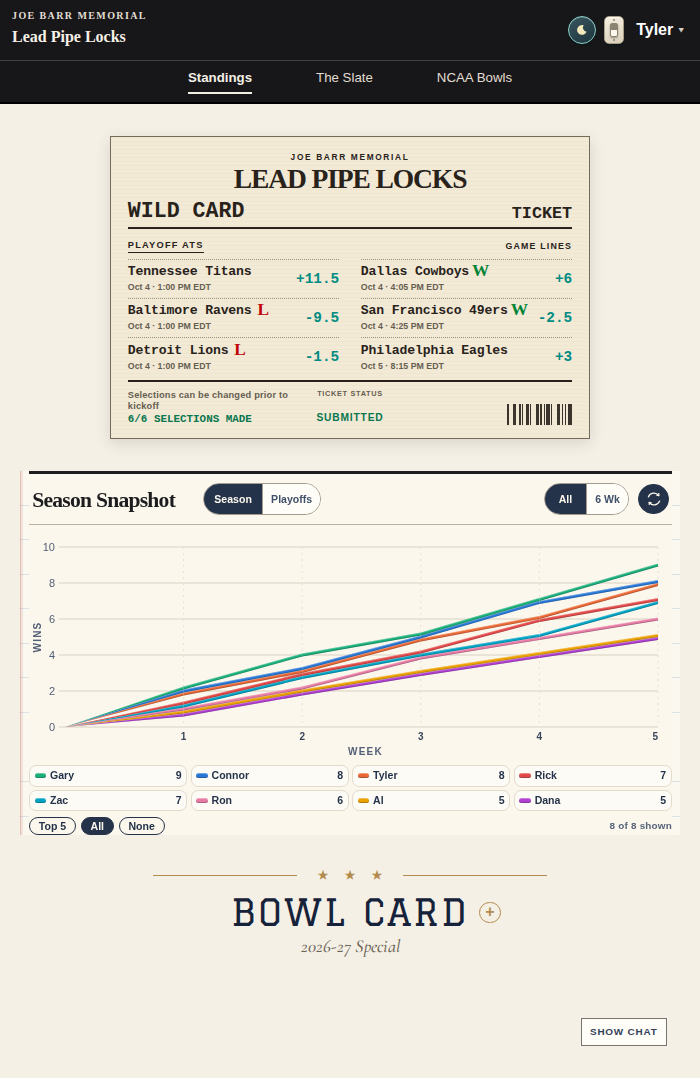 JOE BARR MEMORIAL
Lead Pipe Locks
Tyler
Standings
The Slate
NCAA Bowls
JOE BARR MEMORIAL
LEAD PIPE LOCKS
WILD CARD
TICKET
PLAYOFF ATS
GAME LINES
Tennessee Titans
+11.5
Oct 4 · 1:00 PM EDT
Dallas Cowboys W
+6
Oct 4 · 4:05 PM EDT
Baltimore Ravens L
-9.5
Oct 4 · 1:00 PM EDT
San Francisco 49ers W
-2.5
Oct 4 · 4:25 PM EDT
Detroit Lions L
-1.5
Oct 4 · 1:00 PM EDT
Philadelphia Eagles
+3
Oct 5 · 8:15 PM EDT
Selections can be changed prior to
kickoff
6/6 SELECTIONS MADE
TICKET STATUS
SUBMITTED
Season Snapshot
Season
Playoffs
All
6 Wk
10
8
6
4
2
0
WINS
1
2
3
4
5
WEEK
Gary 9
Connor 8
Tyler 8
Rick 7
Zac 7
Ron 6
Al 5
Dana 5
Top 5
All
None
8 of 8 shown
BOWL CARD
2026-27 Special
SHOW CHAT